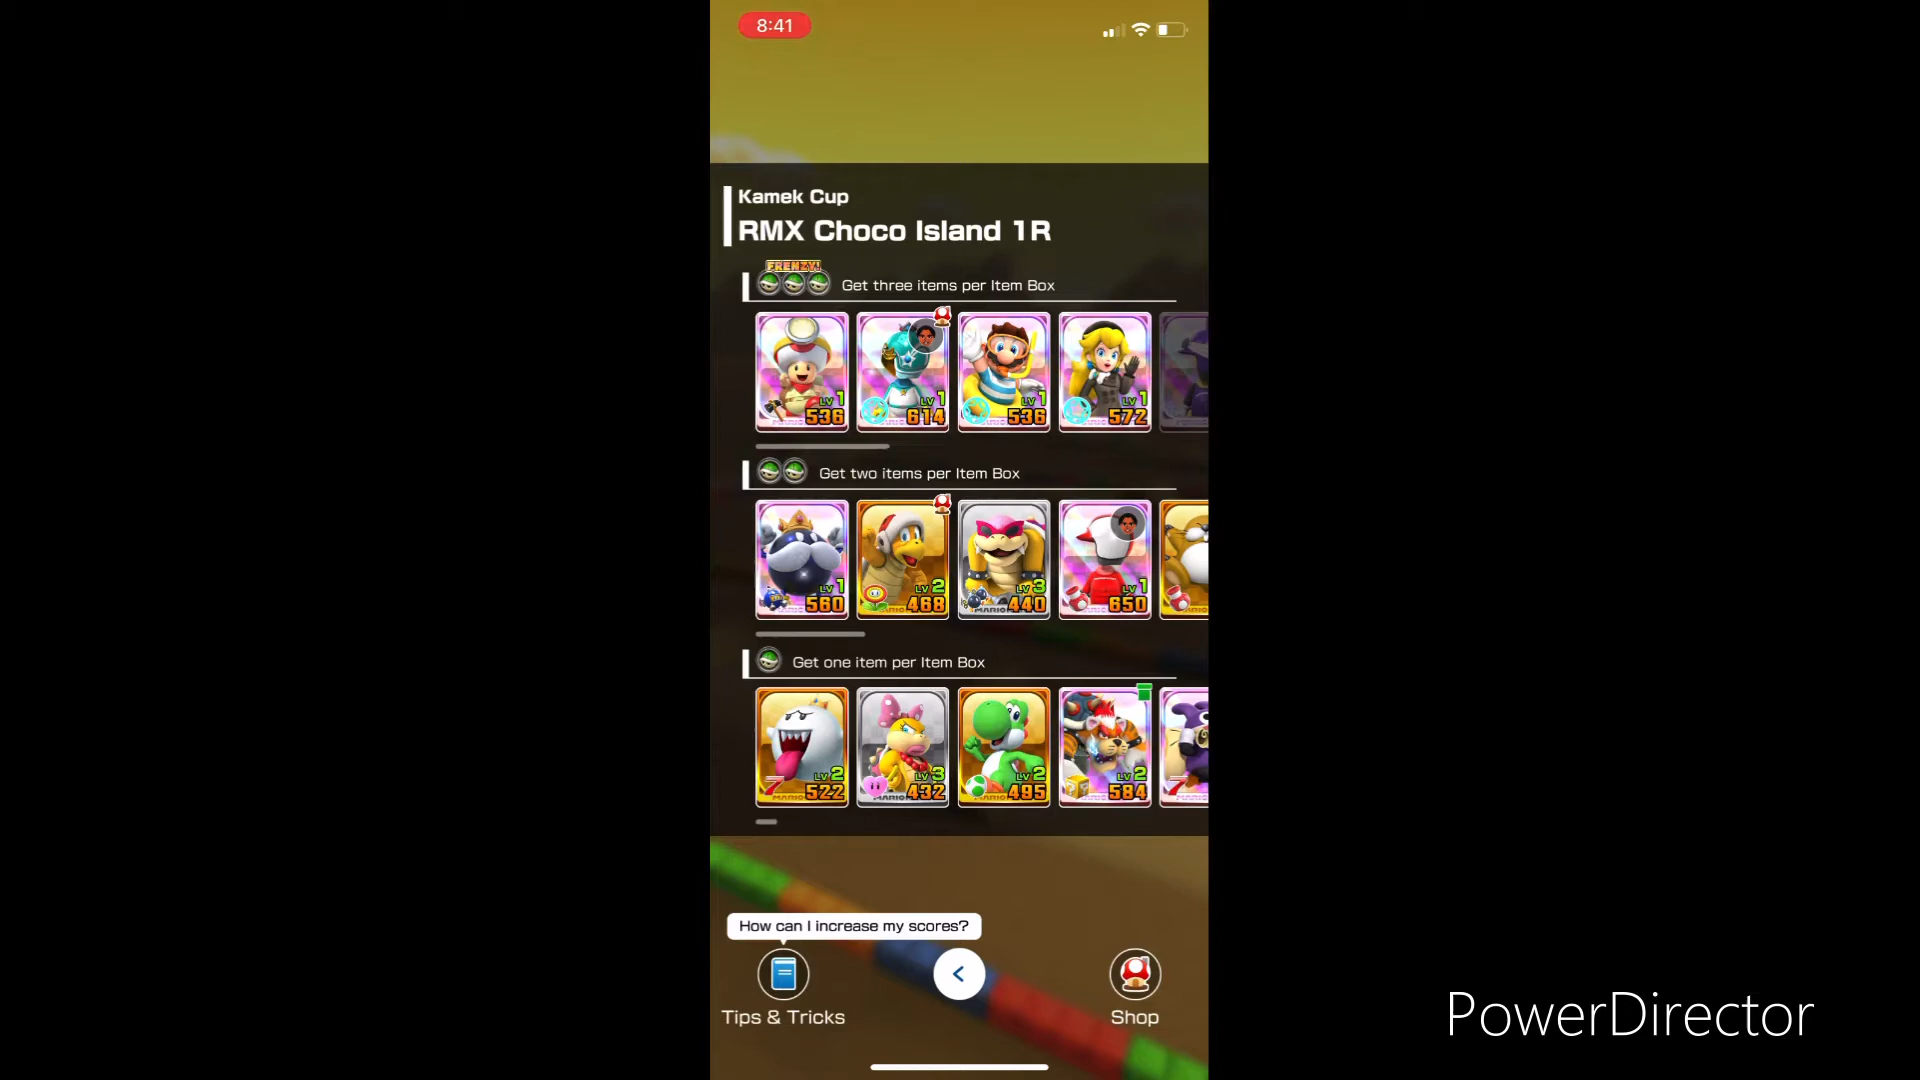 8:41
Kamek Cup
RMX Choco Island 1R
FRENZY!
Get three items per Item Box
LV 1 LV 1 LV 1 LV 1
536 614 536 572
Get two items per Item Box
LV 1 LV 2 LV 3 LV 1
560 468 440 650
Get one item per Item Box
LV 2 LV 3 LV 2 LV 2
522 432 495 584
How can I increase my scores?
Tips & Tricks
Shop
PowerDirector